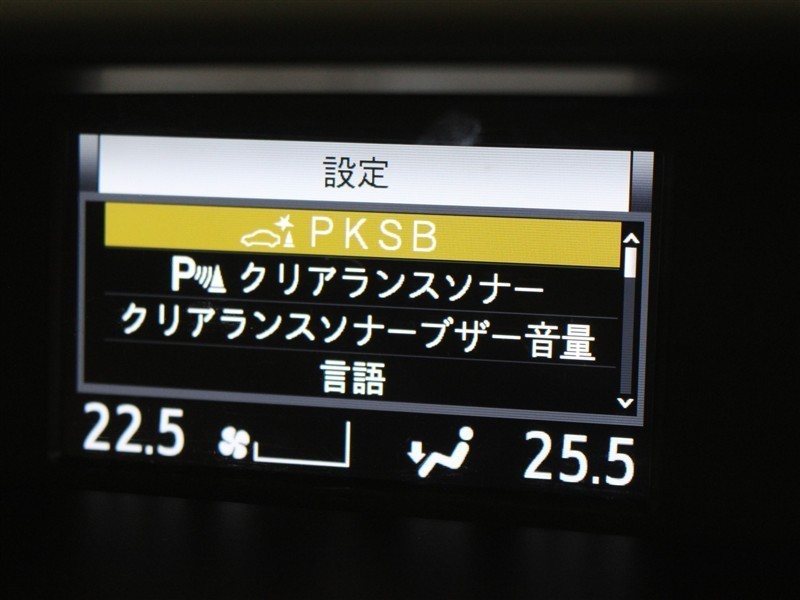 設定
PKSB
P クリアランスソナー
クリアランスソナーブザー音量
言語
22.5 25.5